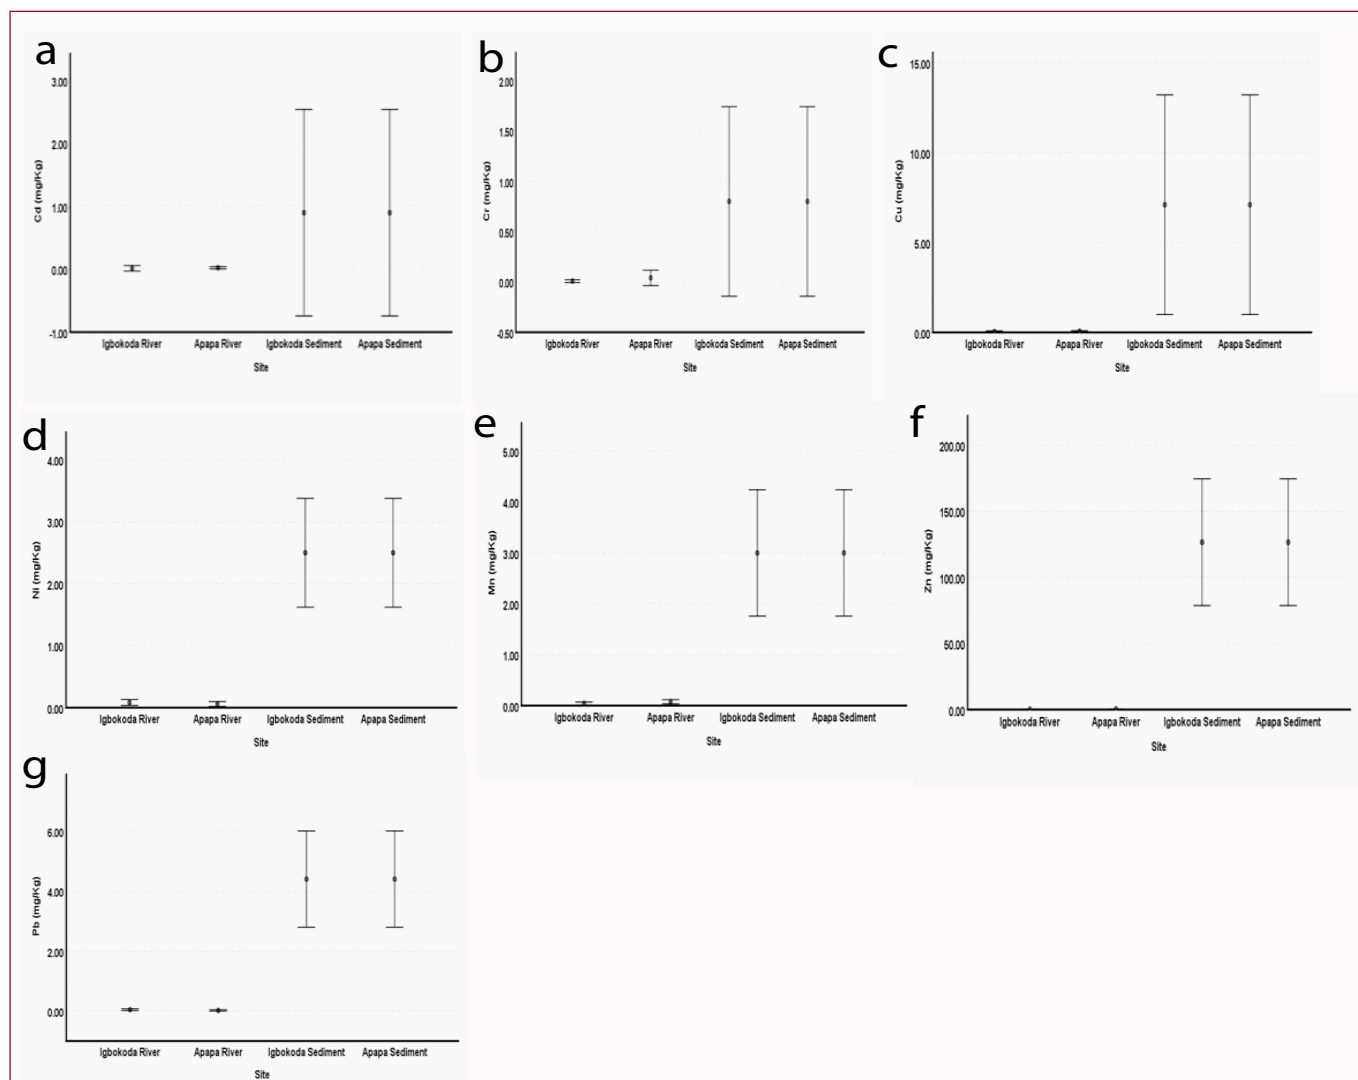 a
3.00
2.00
1.00
0.00
-1.00
Cd (mg/Kg)
Igbokoda River Apapa River Igbokoda Sediment Apapa Sediment
Site
b
2.00
1.50
1.00
0.50
0.00
-0.50
Cr (mg/Kg)
Igbokoda River Apapa River Igbokoda Sediment Apapa Sediment
Site
c
15.00
10.00
5.00
0.00
Cu (mg/Kg)
Igbokoda River Apapa River Igbokoda Sediment Apapa Sediment
Site
d
4.00
3.00
2.00
1.00
0.00
Ni (mg/Kg)
Igbokoda River Apapa River Igbokoda Sediment Apapa Sediment
Site
e
5.00
4.00
3.00
2.00
1.00
0.00
Mn (mg/Kg)
Igbokoda River Apapa River Igbokoda Sediment Apapa Sediment
Site
f
200.00
150.00
100.00
50.00
0.00
Zn (mg/Kg)
Igbokoda River Apapa River Igbokoda Sediment Apapa Sediment
Site
g
6.00
4.00
2.00
0.00
Pb (mg/Kg)
Igbokoda River Apapa River Igbokoda Sediment Apapa Sediment
Site